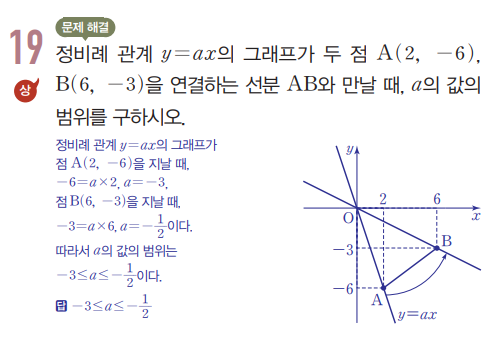 19
상
문제 해결
정비례 관계 y=ax의 그래프가 두 점 A(2, -6),
B(6, -3)을 연결하는 선분 AB와 만날 때, a의 값의
범위를 구하시오.
정비례 관계 y=ax의 그래프가
점 A(2, -6)을 지날 때,
-6=a×2, a=-3,
점 B(6, -3)을 지날 때,
-3=a×6, a=-1/2이다.
따라서 a의 값의 범위는
-3≤a≤-1/2이다.
답 -3≤a≤-1/2
y
2 6
O x
-3 B
-6
A y=ax